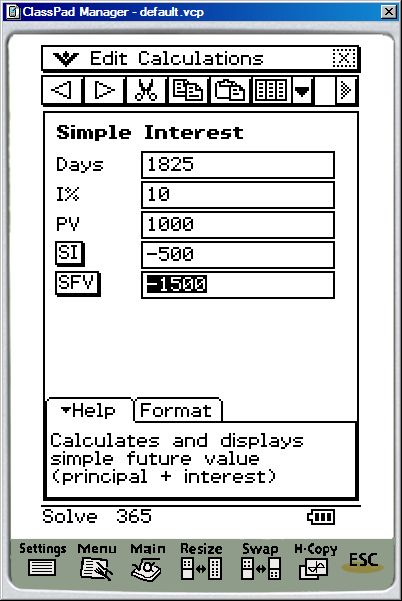 ClassPad Manager - default.vcp
Edit Calculations
Simple Interest
Days 1825
I% 10
PV 1000
SI -500
SFV -1500
Help Format
Calculates and displays
simple future value
(principal + interest)
Solve 365
Settings Menu Main Resize Swap H-Copy ESC